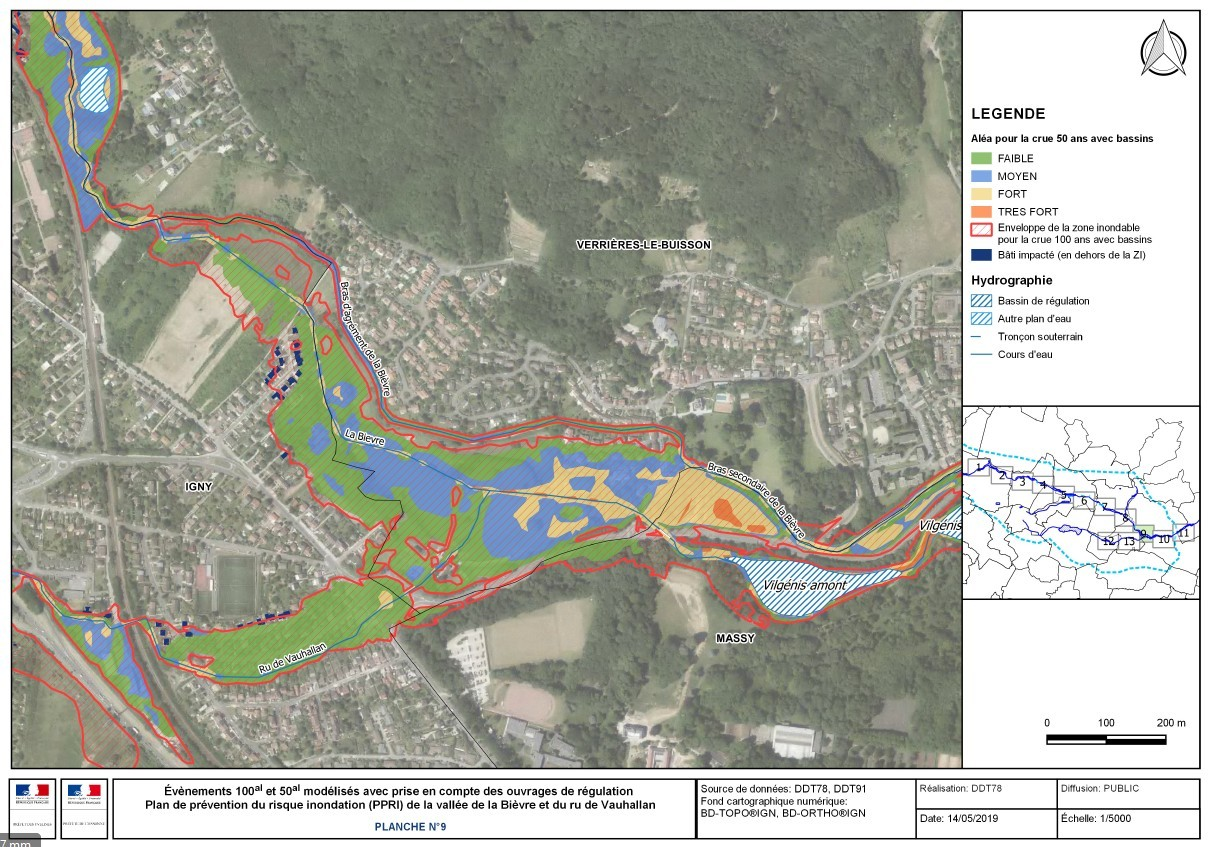 VERRIÈRES-LE-BUISSON
Bras d'agrément de la Bièvre
La Bièvre
IGNY
Bras secondaire de la Bièvre
Vilgénis
Vilgénis amont
MASSY
Ru de Vauhallan
LEGENDE
Aléa pour la crue 50 ans avec bassins
FAIBLE
MOYEN
FORT
TRES FORT
Enveloppe de la zone inondable
pour la crue 100 ans avec bassins
Bâti impacté (en dehors de la ZI)
Hydrographie
Bassin de régulation
Autre plan d'eau
Tronçon souterrain
Cours d'eau
1
2
3
4
5
6
7
8
9
10
11
12
13
0 100 200 m
Évènements 100al et 50al modélisés avec prise en compte des ouvrages de régulation
Plan de prévention du risque inondation (PPRI) de la vallée de la Bièvre et du ru de Vauhallan
PLANCHE N°9
Source de données: DDT78, DDT91
Fond cartographique numérique:
BD-TOPO®IGN, BD-ORTHO®IGN
Réalisation: DDT78
Diffusion: PUBLIC
Date: 14/05/2019
Échelle: 1/5000
7 mm